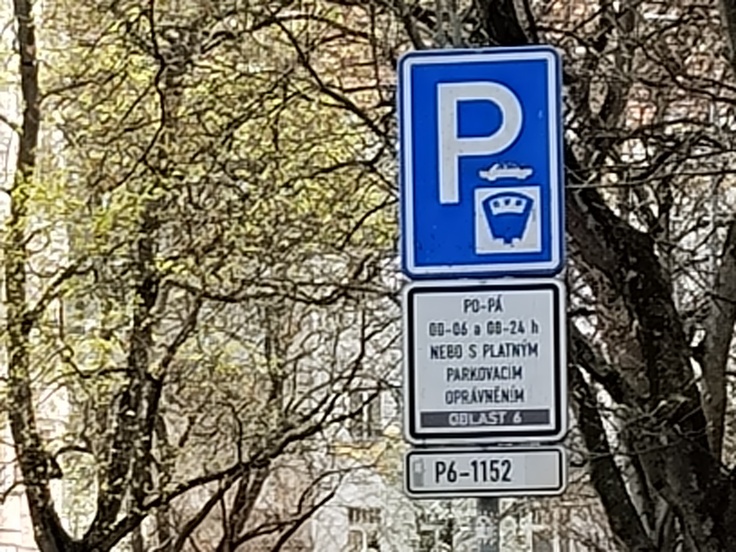 P
PO-PÁ
00-06 a 08-24 h
NEBO S PLATNÝM
PARKOVACÍM
OPRÁVNĚNÍM
OBLAST 6
P6-1152